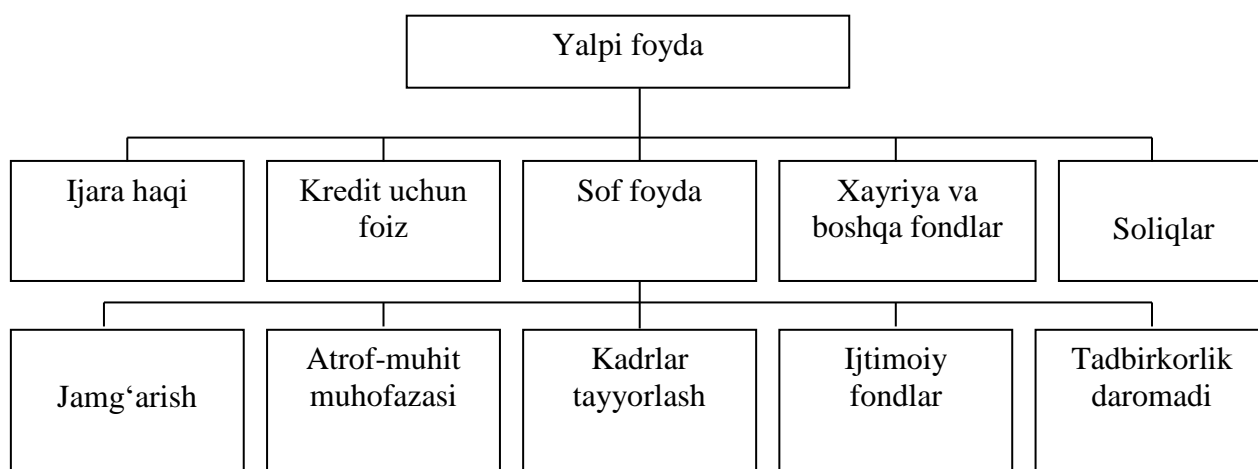 Yalpi foyda
Ijara haqi
Kredit uchun
foiz
Sof foyda
Xayriya va
boshqa fondlar
Soliqlar
Jamg‘arish
Atrof-muhit
muhofazasi
Kadrlar
tayyorlash
Ijtimoiy
fondlar
Tadbirkorlik
daromadi